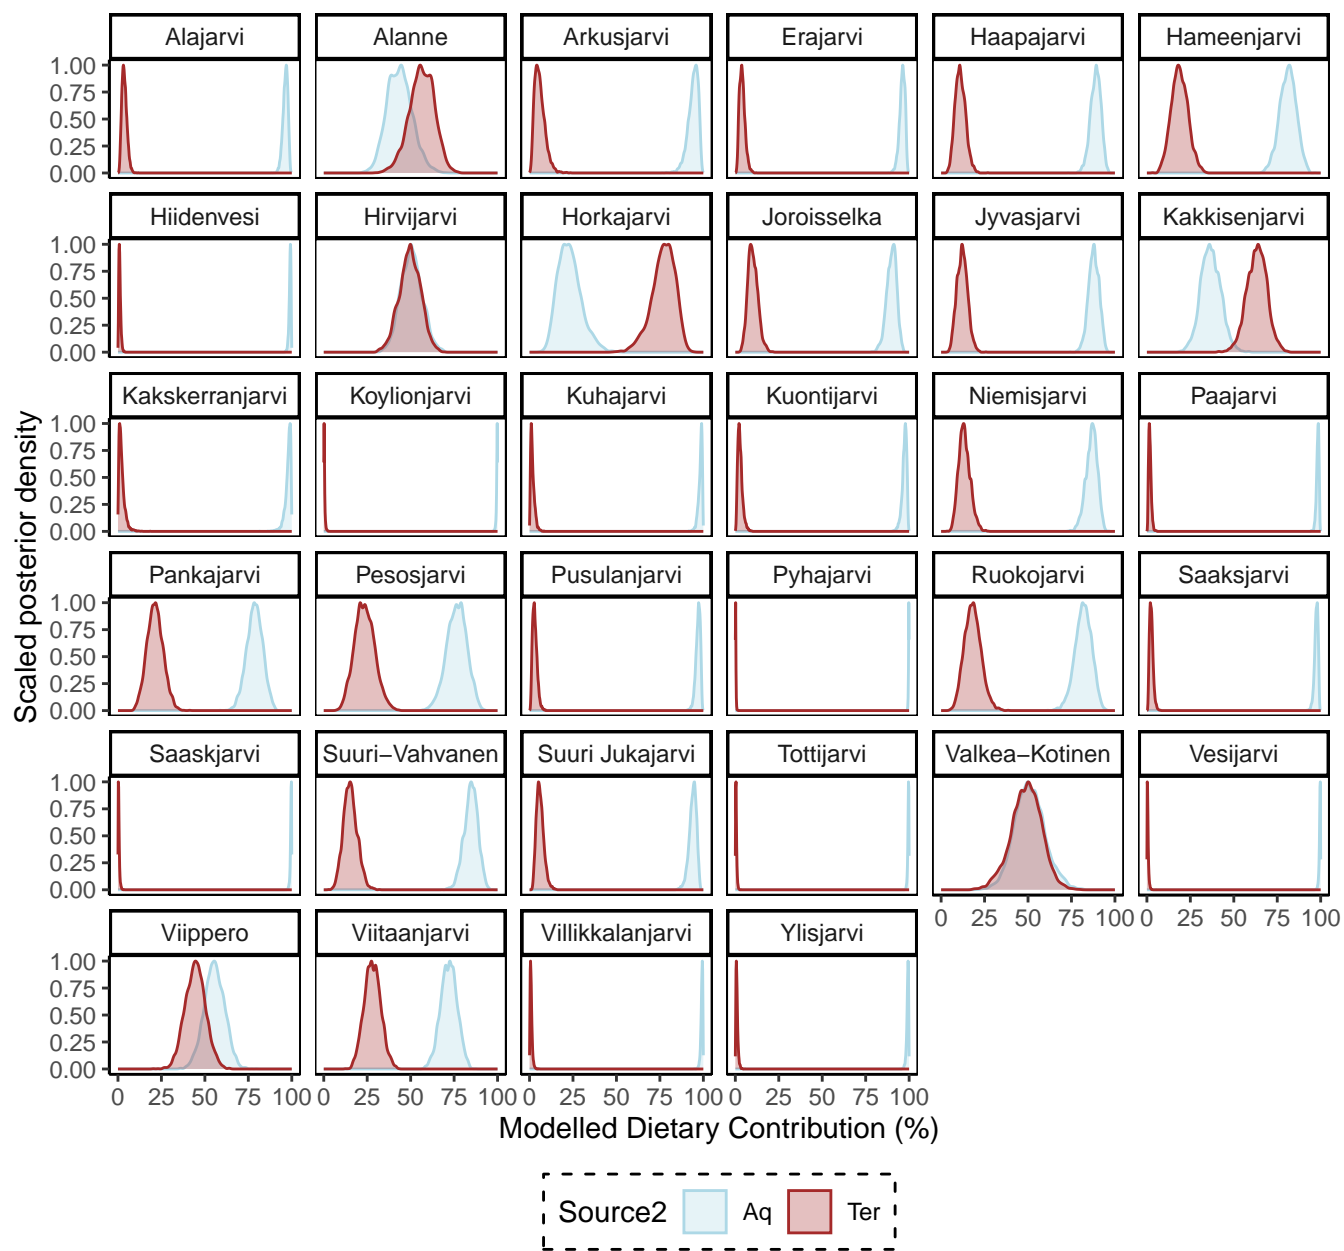 Alajarvi Alanne Arkusjarvi Erajarvi Haapajarvi Hameenjarvi
1.00
0.75
0.50
0.25
0.00
Hiidenvesi Hirvijarvi Horkajarvi Joroisselka Jyvasjarvi Kakkisenjarvi
1.00
0.75
0.50
0.25
0.00
Kakskerranjarvi Koylionjarvi Kuhajarvi Kuontijarvi Niemisjarvi Paajarvi
1.00
0.75
0.50
0.25
0.00
Scaled posterior density
Pankajarvi Pesosjarvi Pusulanjarvi Pyhajarvi Ruokojarvi Saaksjarvi
1.00
0.75
0.50
0.25
0.00
Saaskjarvi Suuri−Vahvanen Suuri Jukajarvi Tottijarvi Valkea−Kotinen Vesijarvi
1.00
0.75
0.50
0.25
0.00
0 25 50 75 100 0 25 50 75 100
Viippero Viitaanjarvi Villikkalanjarvi Ylisjarvi
1.00
0.75
0.50
0.25
0.00
0 25 50 75 100 0 25 50 75 100 0 25 50 75 100 0 25 50 75 100
Modelled Dietary Contribution (%)
Source2 Aq Ter